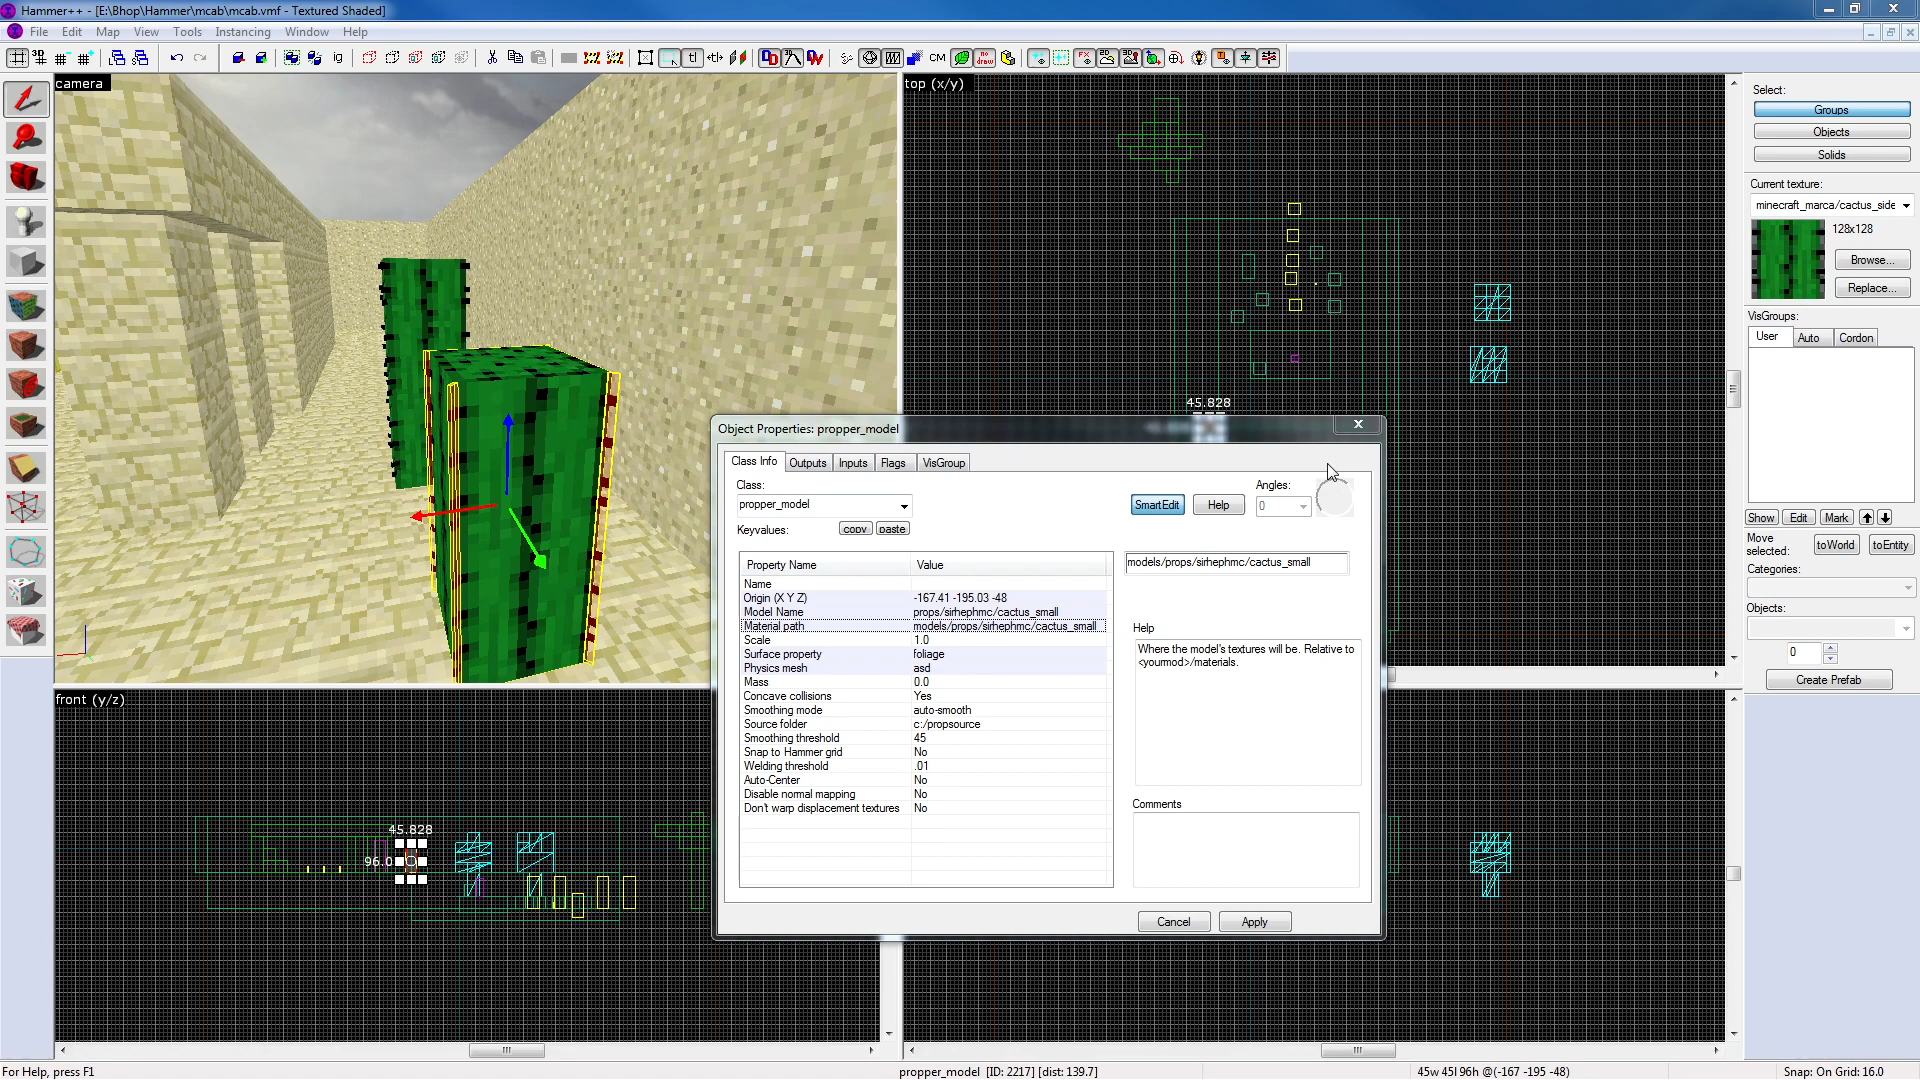 Hammer++ - [E:\Bhop\Hammer\mcab\mcab.vmf - Textured Shaded]
File Edit Map View Tools Instancing Window Help
3D
ig
tl
CM
no draw
FX
camera
top (x/y)
45.828
Select:
Groups
Objects
Solids
Current texture:
minecraft_marca/cactus_side
128x128
Browse...
Replace...
VisGroups:
User Auto Cordon
Show Edit Mark
Move selected:
toWorld toEntity
Categories:
Objects:
0
Create Prefab
Object Properties: propper_model
Class Info Outputs Inputs Flags VisGroup
Class:
propper_model
SmartEdit Help
Angles:
0
Keyvalues: copy paste
Property Name Value
Name
Origin (X Y Z) -167.41 -195.03 -48
Model Name props/sirhephmc/cactus_small
Material path models/props/sirhephmc/cactus_small
Scale 1.0
Surface property foliage
Physics mesh asd
Mass 0.0
Concave collisions Yes
Smoothing mode auto-smooth
Source folder c:/propsource
Smoothing threshold 45
Snap to Hammer grid No
Welding threshold .01
Auto-Center No
Disable normal mapping No
Don't warp displacement textures No
models/props/sirhephmc/cactus_small
Help
Where the model's textures will be. Relative to
<yourmod>/materials.
Comments
Cancel Apply
front (y/z)
45.828
96.0
For Help, press F1
propper_model [ID: 2217] [dist: 139.7]
45w 45l 96h @(-167 -195 -48)
Snap: On Grid: 16.0